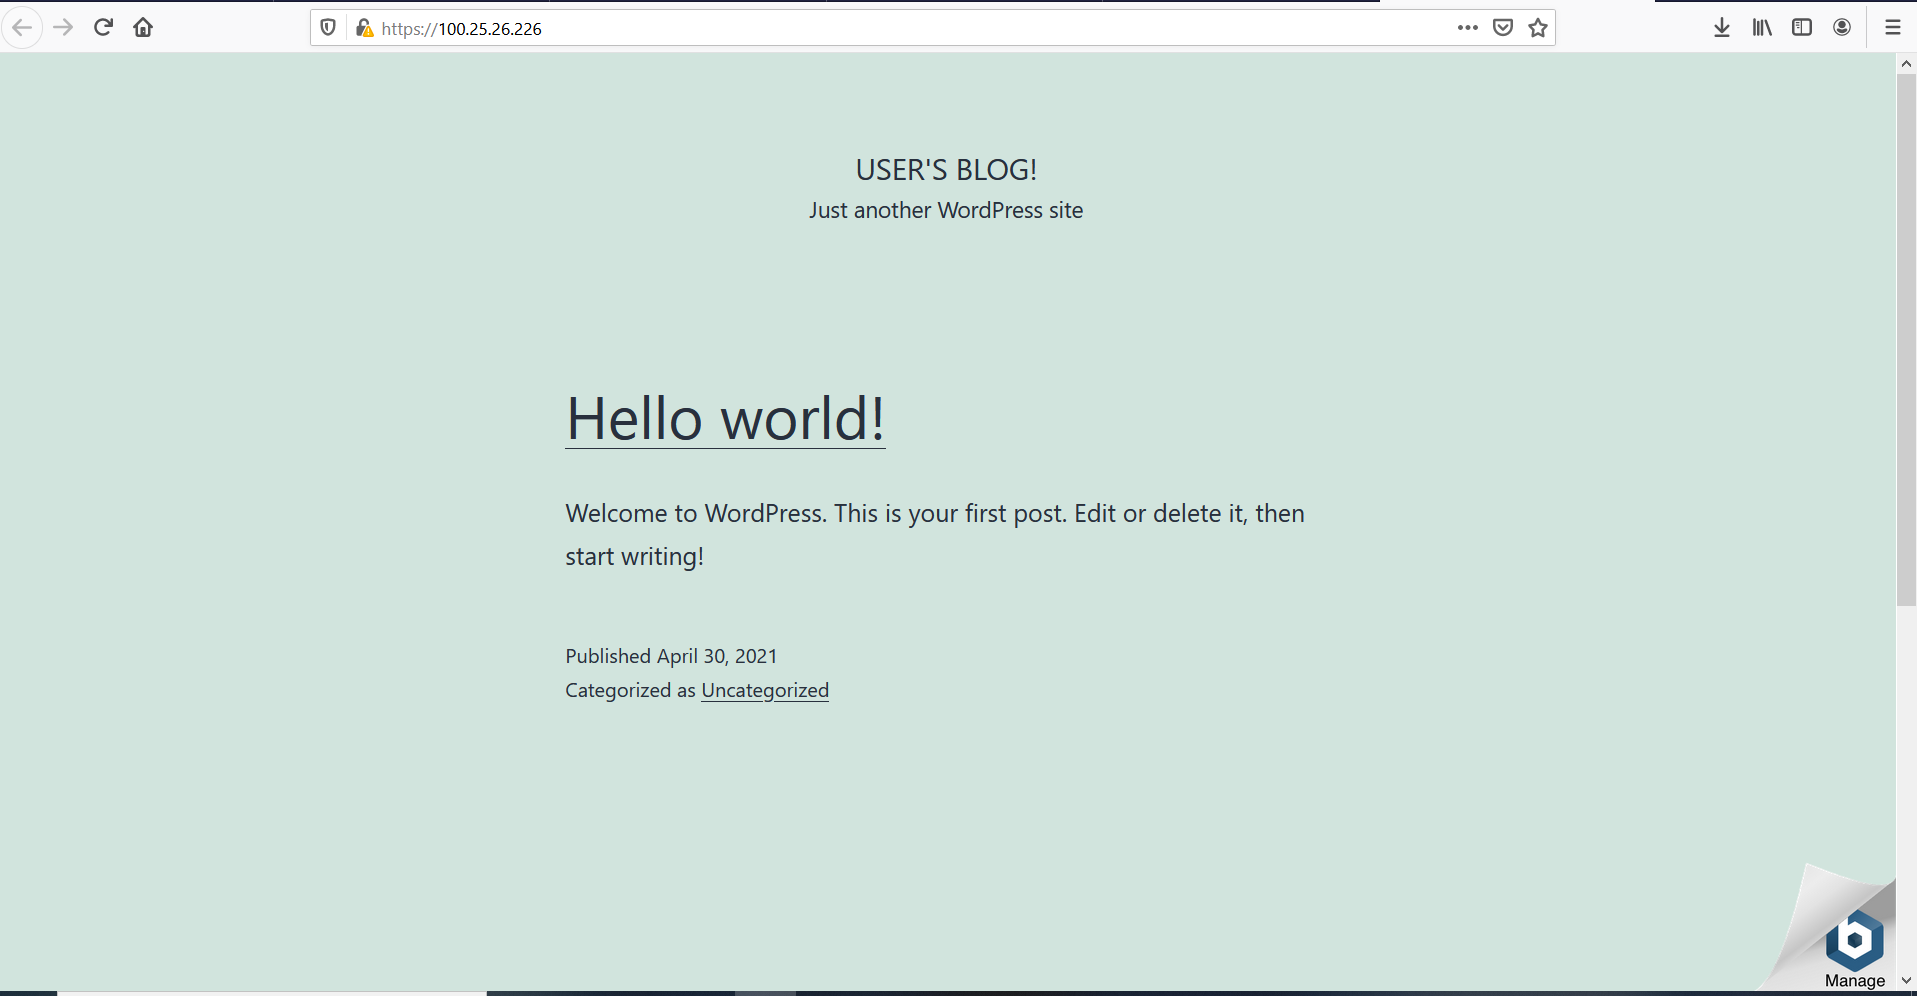 https://100.25.26.226
USER'S BLOG!
Just another WordPress site
Hello world!
Welcome to WordPress. This is your first post. Edit or delete it, then
start writing!
Published April 30, 2021
Categorized as Uncategorized
b
Manage